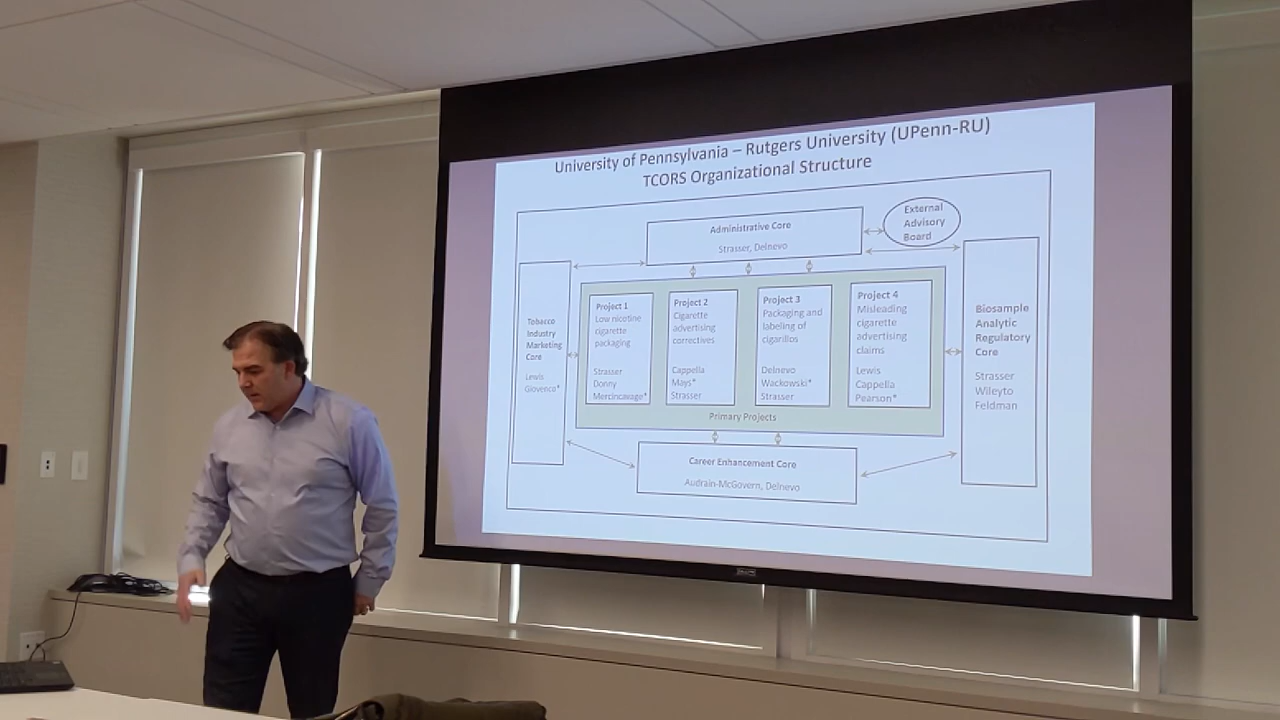 University of Pennsylvania – Rutgers University (UPenn-RU)
TCORS Organizational Structure
External
Advisory
Board
Administrative Core
Strasser, Delnevo
Tobacco
Industry
Marketing
Core
Lewis
Giovenco*
Project 1
Low nicotine
cigarette
packaging
Strasser
Donny
Mercincavage*
Project 2
Cigarette
advertising
correctives
Cappella
Mays*
Strasser
Project 3
Packaging and
labeling of
cigarillos
Delnevo
Wackowski*
Strasser
Project 4
Misleading
cigarette
advertising
claims
Lewis
Cappella
Pearson*
Primary Projects
Biosample
Analytic
Regulatory
Core
Strasser
Wileyto
Feldman
Career Enhancement Core
Audrain-McGovern, Delnevo